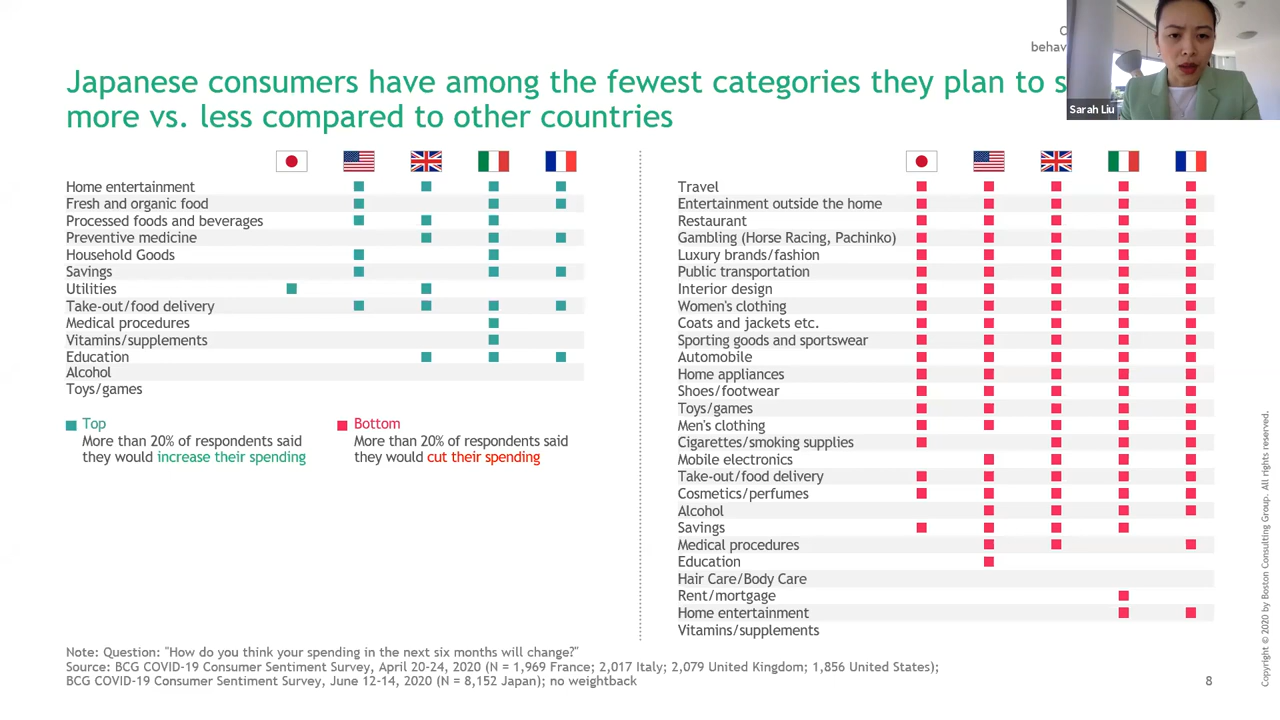 behav
Sarah Liu
Japanese consumers have among the fewest categories they plan to s
more vs. less compared to other countries
Home entertainment
Fresh and organic food
Processed foods and beverages
Preventive medicine
Household Goods
Savings
Utilities
Take-out/food delivery
Medical procedures
Vitamins/supplements
Education
Alcohol
Toys/games
Top
More than 20% of respondents said
they would increase their spending
Bottom
More than 20% of respondents said
they would cut their spending
Travel
Entertainment outside the home
Restaurant
Gambling (Horse Racing, Pachinko)
Luxury brands/fashion
Public transportation
Interior design
Women's clothing
Coats and jackets etc.
Sporting goods and sportswear
Automobile
Home appliances
Shoes/footwear
Toys/games
Men's clothing
Cigarettes/smoking supplies
Mobile electronics
Take-out/food delivery
Cosmetics/perfumes
Alcohol
Savings
Medical procedures
Education
Hair Care/Body Care
Rent/mortgage
Home entertainment
Vitamins/supplements
Note: Question: "How do you think your spending in the next six months will change?"
Source: BCG COVID-19 Consumer Sentiment Survey, April 20-24, 2020 (N = 1,969 France; 2,017 Italy; 2,079 United Kingdom; 1,856 United States);
BCG COVID-19 Consumer Sentiment Survey, June 12-14, 2020 (N = 8,152 Japan); no weightback
8
Copyright © 2020 by Boston Consulting Group. All rights reserved.